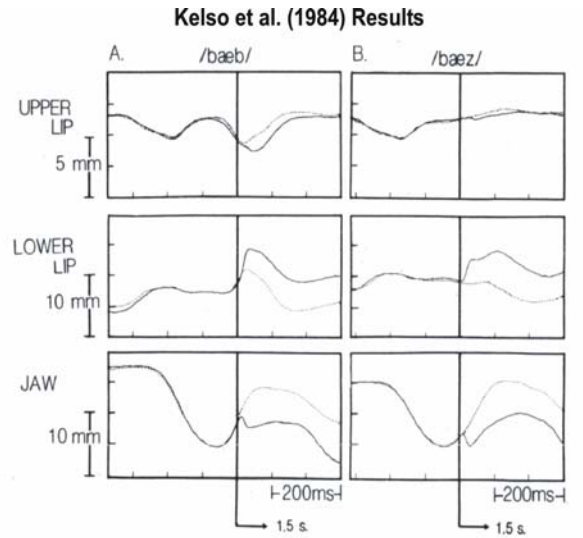 Kelso et al. (1984) Results
A. /bæb/ B. /bæz/
UPPER
LIP
5 mm
LOWER
LIP
10 mm
JAW
10 mm
200ms 200ms
1.5 s. 1.5 s.